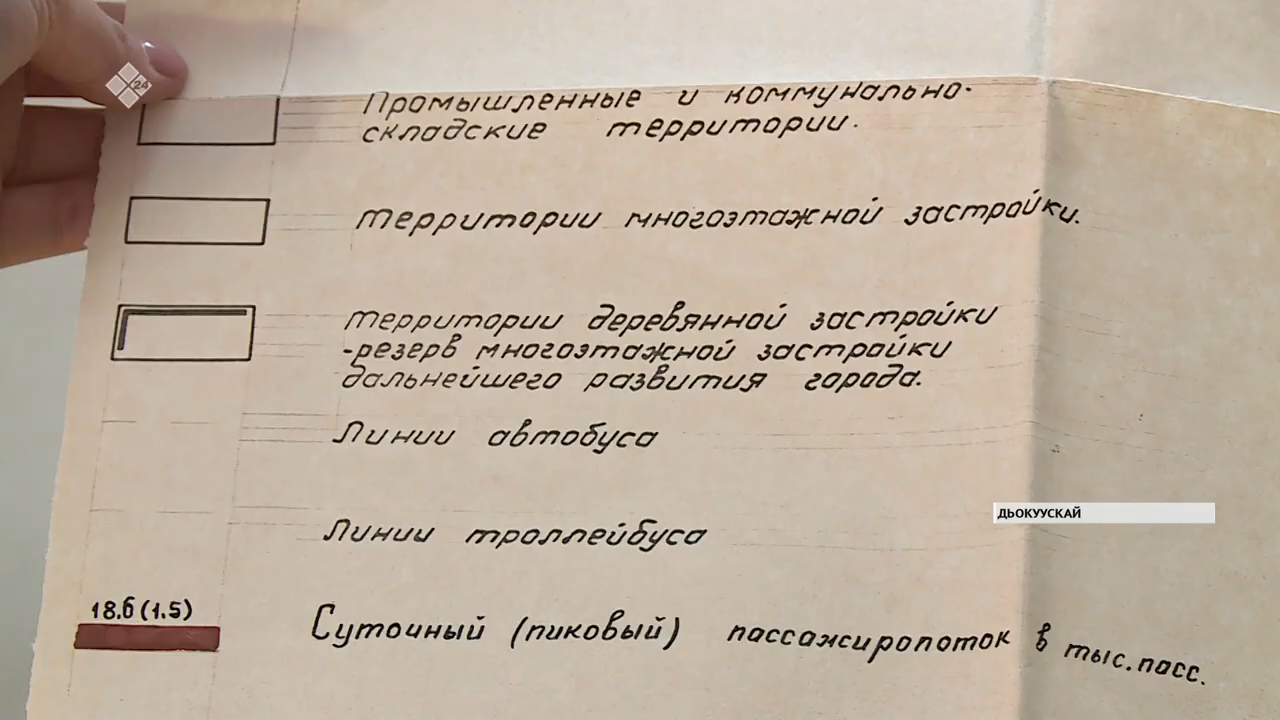 24
Промышленные и коммунально-
складские территории.
территории многоэтажной застройки.
территории деревянной застройки
-резерв многоэтажной застройки
дальнейшего развития города.
Линии автобуса
ДЬОКУУСКАЙ
Линии троллейбуса
18.6 (1.5)
Суточный (пиковый) пассажиропоток в тыс. пасс.